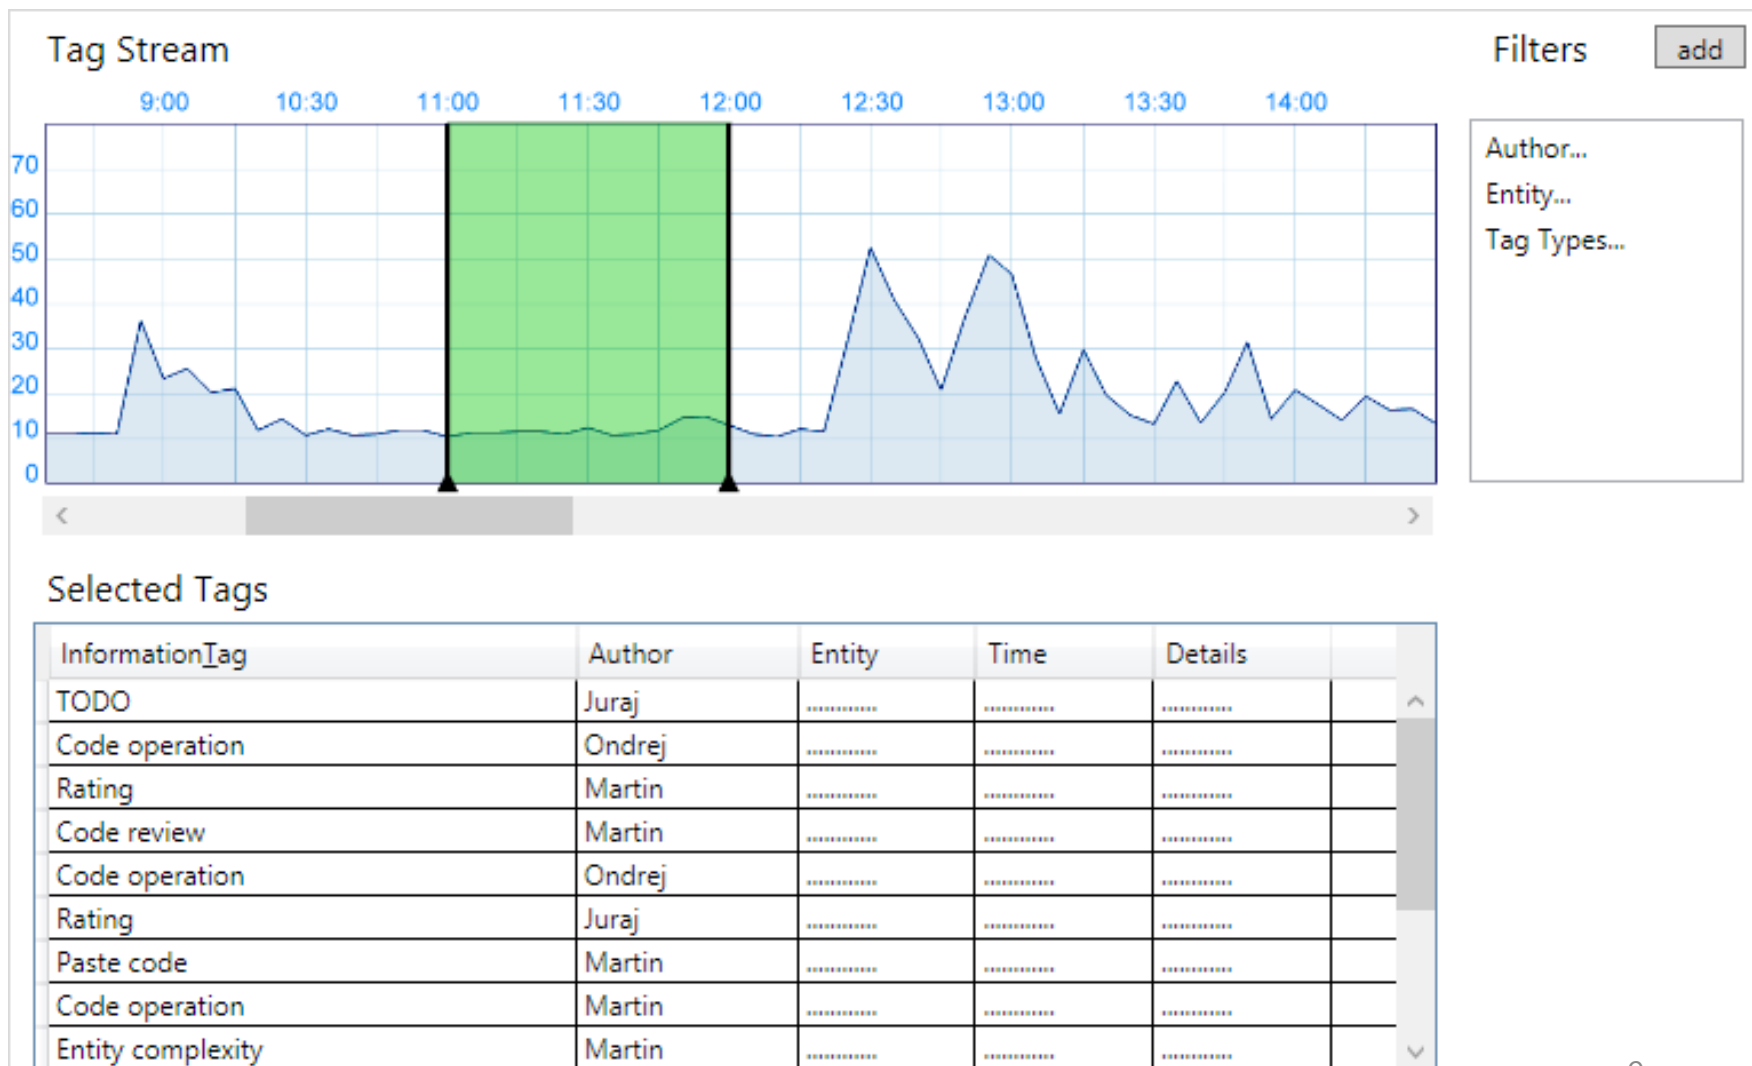 Tag Stream
Filters add
9:00 10:30 11:00 11:30 12:00 12:30 13:00 13:30 14:00
70
60
50
40
30
20
10
0
Author...
Entity...
Tag Types...
Selected Tags
InformationTag Author Entity Time Details
TODO Juraj ............ ............ ............
Code operation Ondrej ............ ............ ............
Rating Martin ............ ............ ............
Code review Martin ............ ............ ............
Code operation Ondrej ............ ............ ............
Rating Juraj ............ ............ ............
Paste code Martin ............ ............ ............
Code operation Martin ............ ............ ............
Entity complexity Martin ............ ............ ............